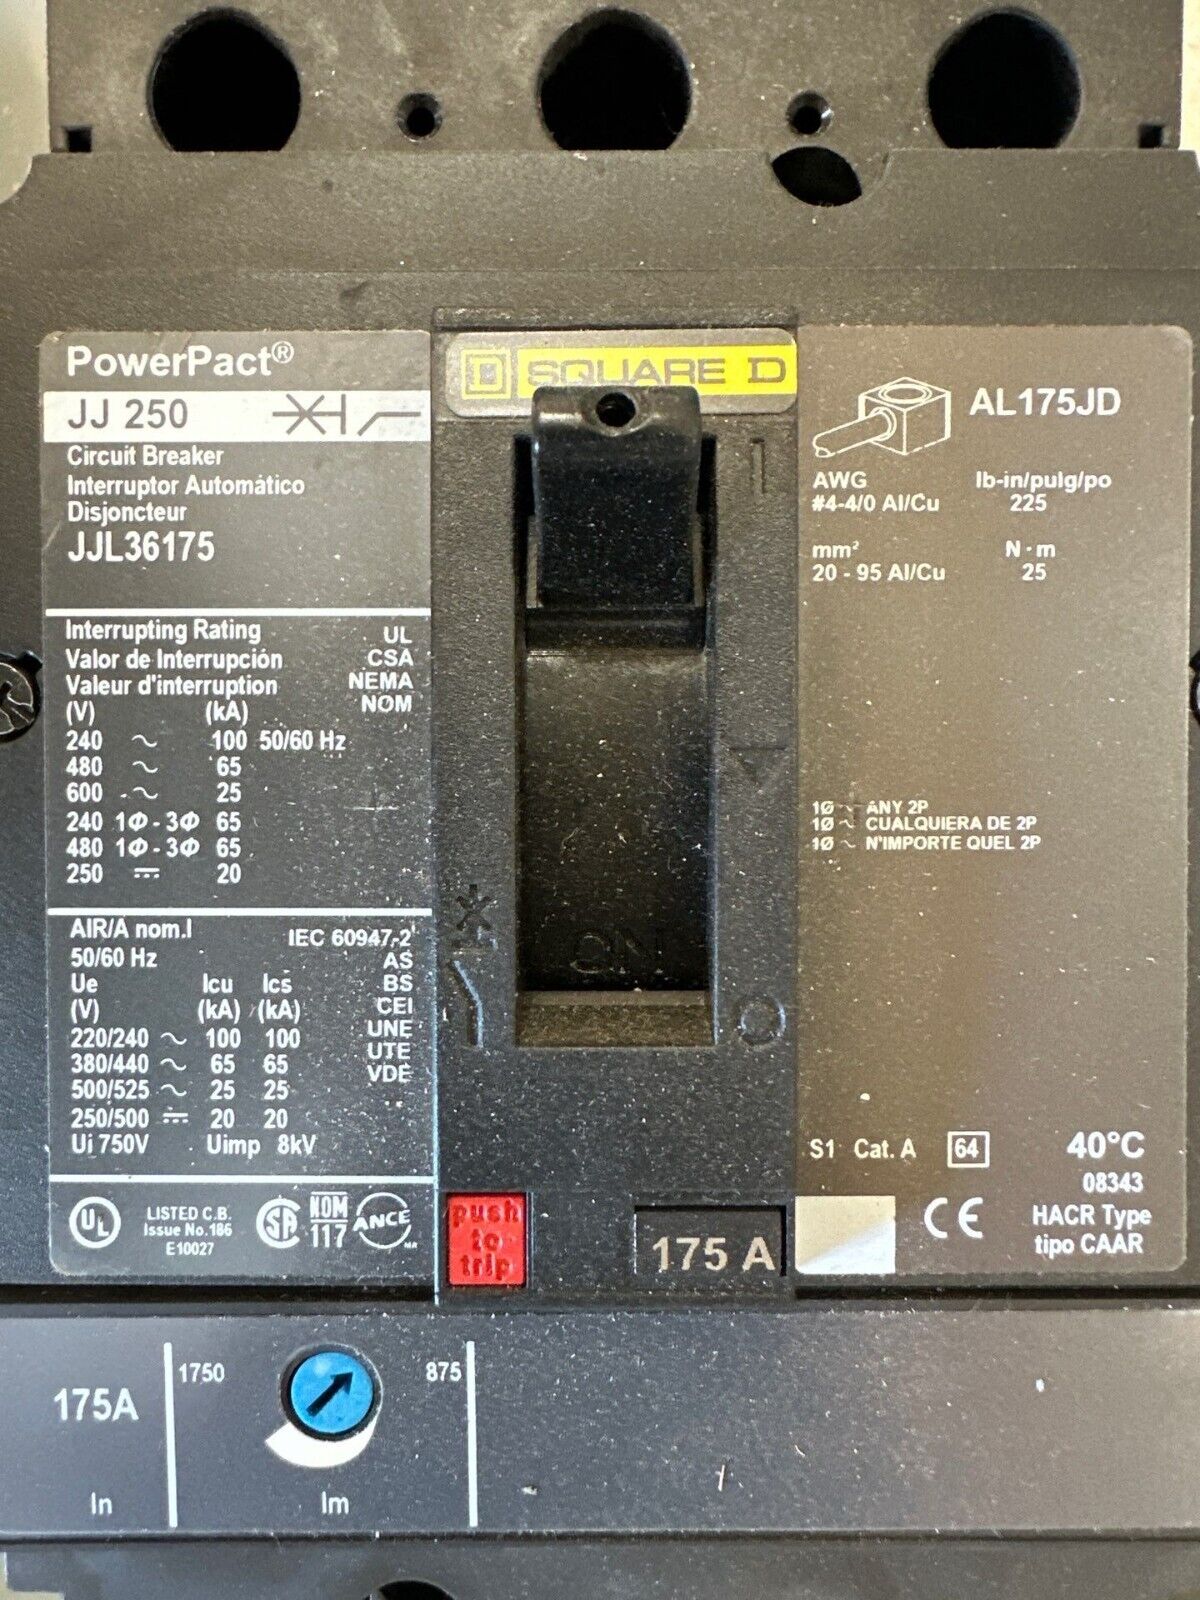 PowerPact®
JJ 250
Circuit Breaker
Interruptor Automático
Disjoncteur
JJL36175
Interrupting Rating UL
Valor de Interrupción CSA
Valeur d'interruption NEMA
(V) (kA) NOM
240 ~ 100 50/60 Hz
480 ~ 65
600 ~ 25
240 1Φ - 3Φ 65
480 1Φ - 3Φ 65
250 ⎓ 20
AIR/A nom.I IEC 60947-2
50/60 Hz AS
Ue Icu Ics BS
(V) (kA) (kA) CEI
220/240 ~ 100 100 UNE
380/440 ~ 65 65 UTE
500/525 ~ 25 25 VDE
250/500 ⎓ 20 20
Ui 750V Uimp 8kV
UL LISTED C.B.
Issue No.186
E10027
SA NOM 117 ANCE
D SQUARE D
I
ON
O
push
to
trip
175 A
AL175JD
AWG lb-in/pulg/po
#4-4/0 Al/Cu 225
mm² N·m
20 - 95 Al/Cu 25
1Ø ~ ANY 2P
1Ø ~ CUALQUIERA DE 2P
1Ø ~ N'IMPORTE QUEL 2P
S1 Cat. A 64 40°C
08343
CE HACR Type
tipo CAAR
175A 1750 875
In Im